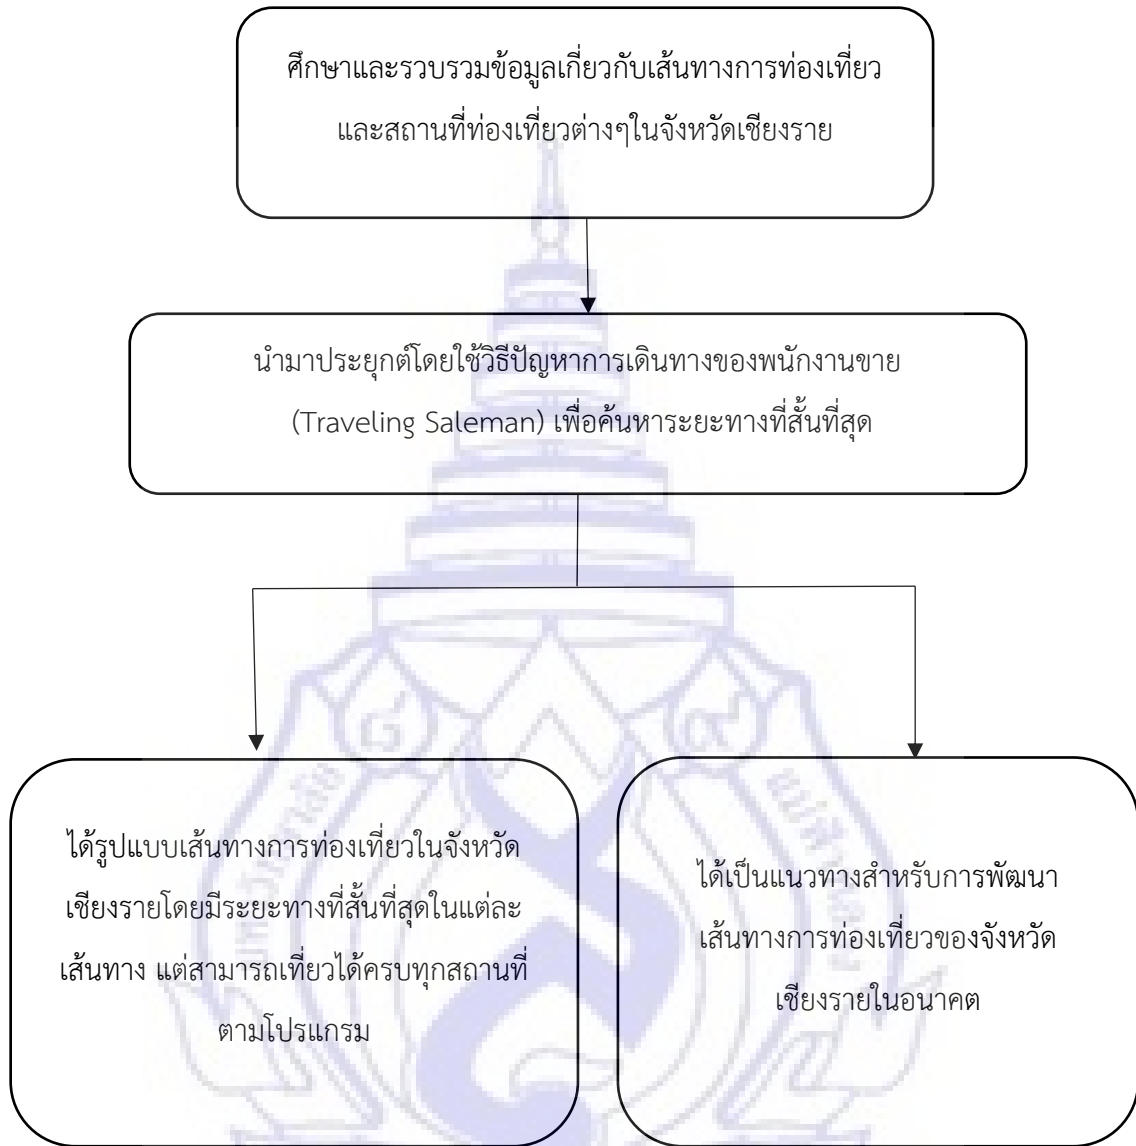 ศึกษาและรวบรวมข้อมูลเกี่ยวกับเส้นทางการท่องเที่ยว
และสถานที่ท่องเที่ยวต่างๆในจังหวัดเชียงราย
นำมาประยุกต์โดยใช้วิธีปัญหาการเดินทางของพนักงานขาย
(Traveling Saleman) เพื่อค้นหาระยะทางที่สั้นที่สุด
ได้รูปแบบเส้นทางการท่องเที่ยวในจังหวัด
เชียงรายโดยมีระยะทางที่สั้นที่สุดในแต่ละ
เส้นทาง แต่สามารถเที่ยวได้ครบทุกสถานที่
ตามโปรแกรม
ได้เป็นแนวทางสำหรับการพัฒนา
เส้นทางการท่องเที่ยวของจังหวัด
เชียงรายในอนาคต